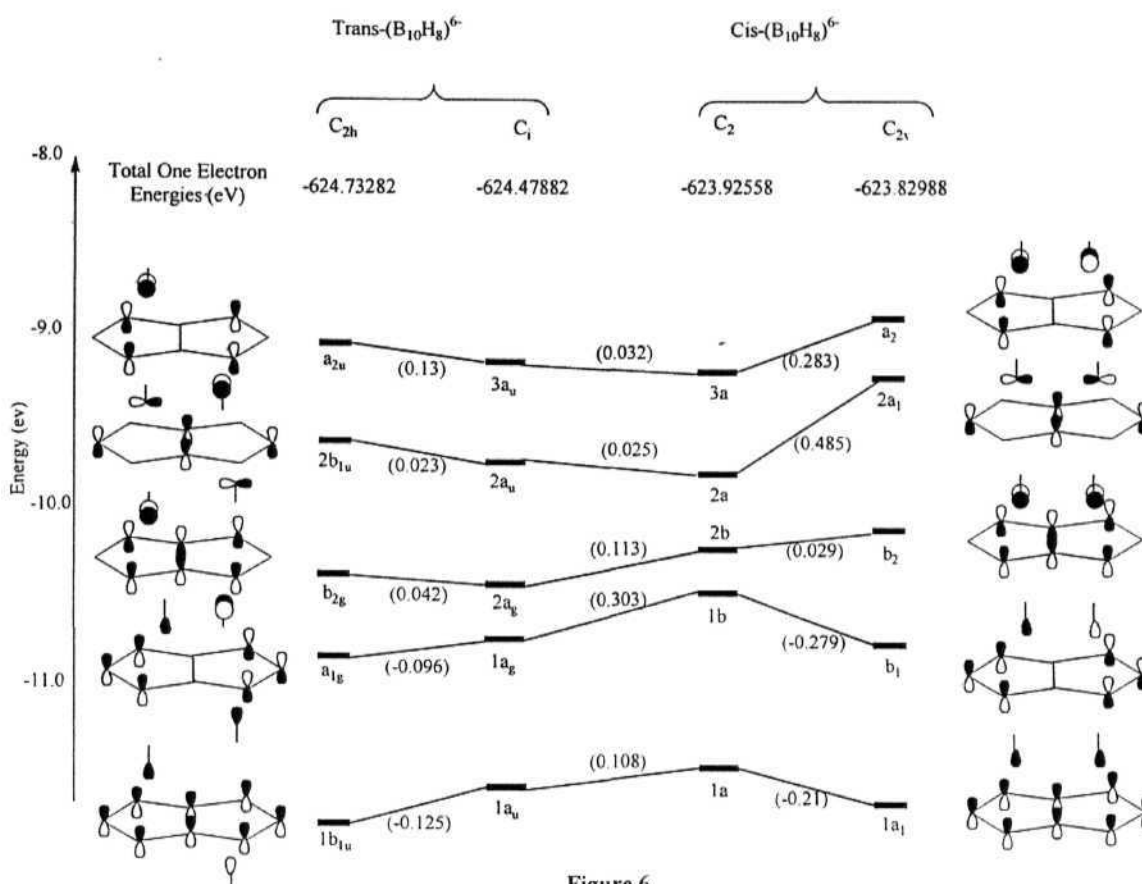 Trans-(B₁₀H₈)⁶⁻ Cis-(B₁₀H₈)⁶⁻
C₂ₕ Cᵢ C₂ C₂ᵥ
-8.0
Total One Electron
Energies (eV)
-624.73282 -624.47882 -623.92558 -623.82988
-9.0
a₂ᵤ (0.13) 3aᵤ (0.032) 3a (0.283) a₂
2b₁ᵤ (0.023) 2aᵤ (0.025) 2a (0.485) 2a₁
Energy (ev)
-10.0
b₂g (0.042) 2ag (0.113) 2b (0.029) b₂
a₁g (-0.096) 1ag (0.303) 1b (-0.279) b₁
-11.0
1b₁ᵤ (-0.125) 1aᵤ (0.108) 1a (-0.21) 1a₁
Figure 6